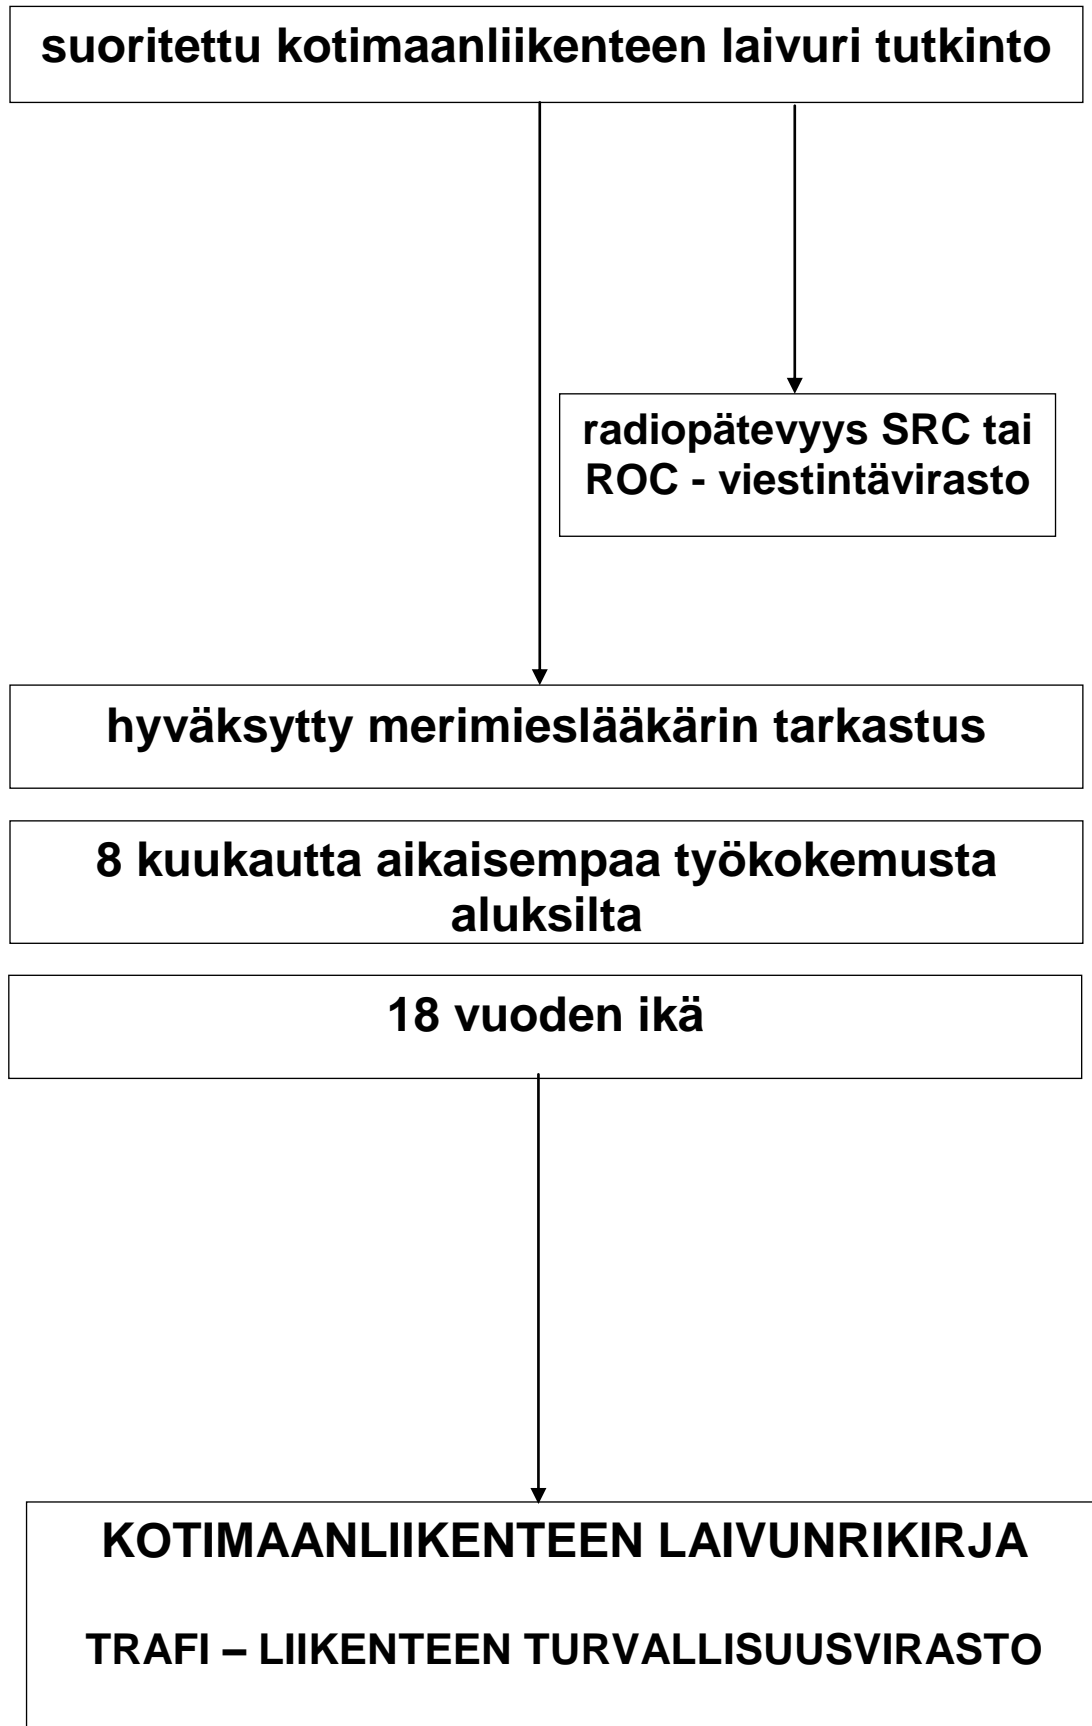 suoritettu kotimaanliikenteen laivuri tutkinto
radiopätevyys SRC tai
ROC - viestintävirasto
hyväksytty merimieslääkärin tarkastus
8 kuukautta aikaisempaa työkokemusta
aluksilta
18 vuoden ikä
KOTIMAANLIIKENTEEN LAIVUNRIKIRJA
TRAFI – LIIKENTEEN TURVALLISUUSVIRASTO